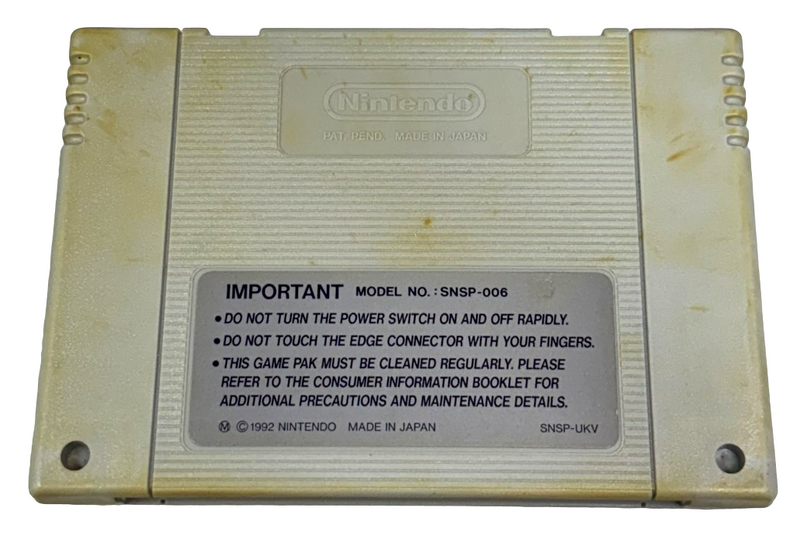 Nintendo
PAT. PEND. MADE IN JAPAN
IMPORTANT MODEL NO. : SNSP-006
• DO NOT TURN THE POWER SWITCH ON AND OFF RAPIDLY.
• DO NOT TOUCH THE EDGE CONNECTOR WITH YOUR FINGERS.
• THIS GAME PAK MUST BE CLEANED REGULARLY. PLEASE
REFER TO THE CONSUMER INFORMATION BOOKLET FOR
ADDITIONAL PRECAUTIONS AND MAINTENANCE DETAILS.
Ⓜ ©1992 NINTENDO MADE IN JAPAN SNSP-UKV